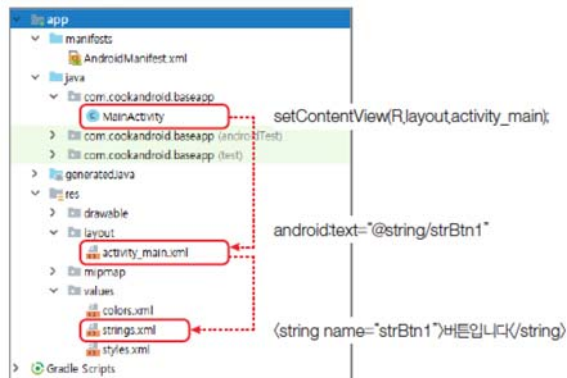 app
manifests
AndroidManifest.xml
java
com.cookandroid.baseapp
MainActivity
setContentView(R.layout.activity_main);
com.cookandroid.baseapp (androidTest)
com.cookandroid.baseapp (test)
generatedJava
res
drawable
layout
android:text="@string/strBtn1"
activity_main.xml
mipmap
values
colors.xml
strings.xml
<string name="strBtn1">버튼입니다</string>
styles.xml
Gradle Scripts